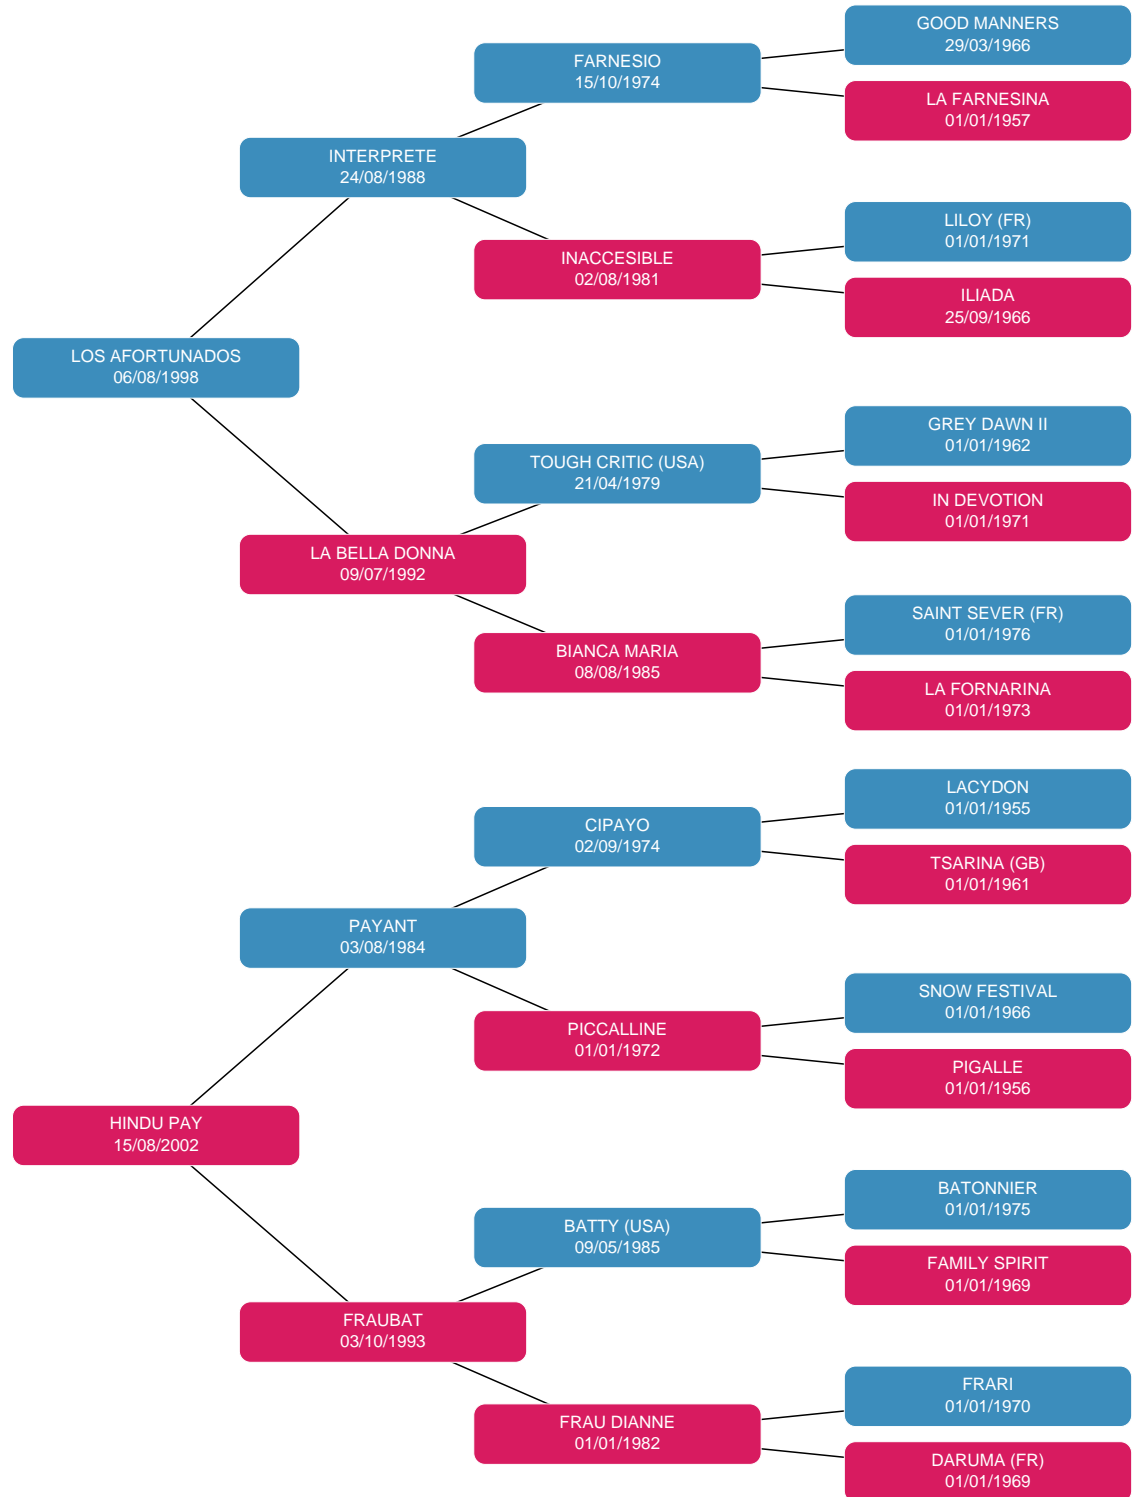 GOOD MANNERS
29/03/1966
FARNESIO
15/10/1974
LA FARNESINA
01/01/1957
INTERPRETE
24/08/1988
LILOY (FR)
01/01/1971
INACCESIBLE
02/08/1981
ILIADA
25/09/1966
LOS AFORTUNADOS
06/08/1998
GREY DAWN II
01/01/1962
TOUGH CRITIC (USA)
21/04/1979
IN DEVOTION
01/01/1971
LA BELLA DONNA
09/07/1992
SAINT SEVER (FR)
01/01/1976
BIANCA MARIA
08/08/1985
LA FORNARINA
01/01/1973
LACYDON
01/01/1955
CIPAYO
02/09/1974
TSARINA (GB)
01/01/1961
PAYANT
03/08/1984
SNOW FESTIVAL
01/01/1966
PICCALLINE
01/01/1972
PIGALLE
01/01/1956
HINDU PAY
15/08/2002
BATONNIER
01/01/1975
BATTY (USA)
09/05/1985
FAMILY SPIRIT
01/01/1969
FRAUBAT
03/10/1993
FRARI
01/01/1970
FRAU DIANNE
01/01/1982
DARUMA (FR)
01/01/1969